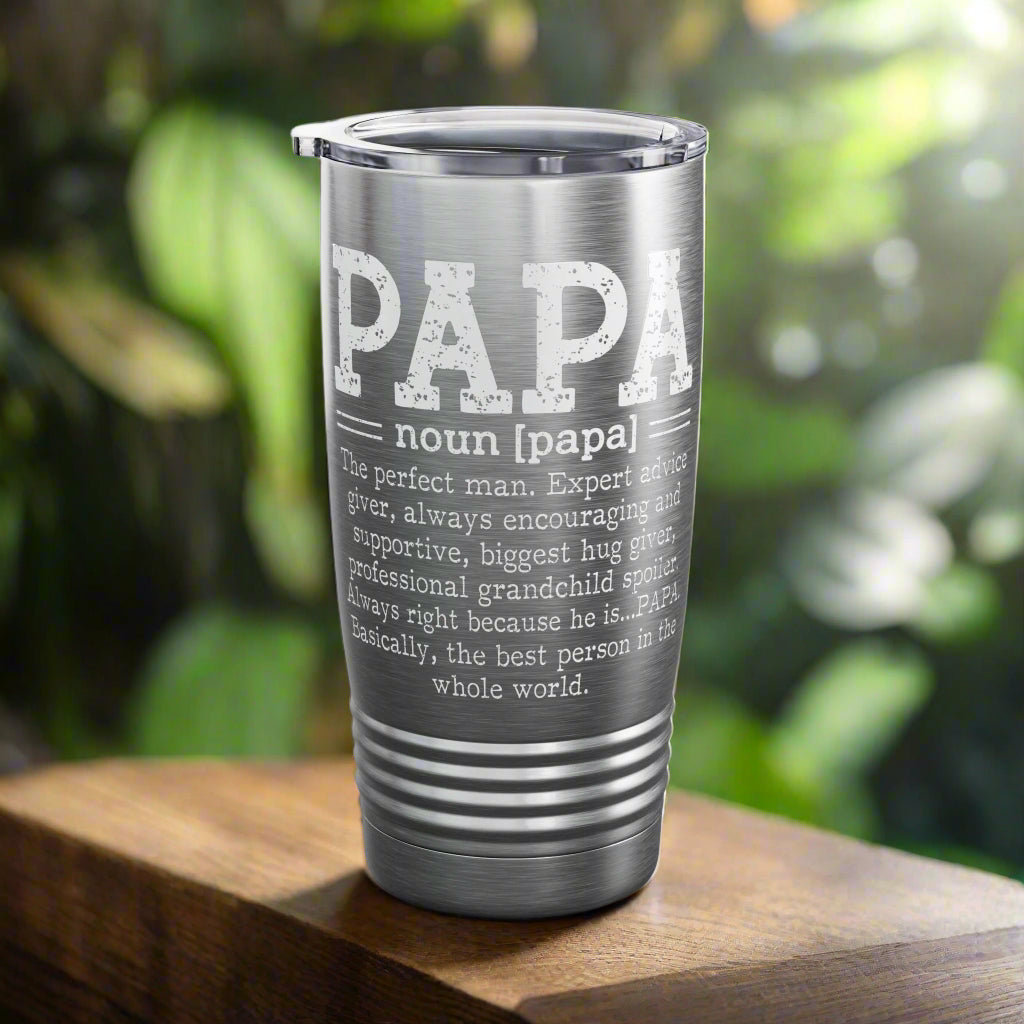 PAPA
noun [papa]
The perfect man. Expert advice
giver, always encouraging and
supportive, biggest hug giver,
professional grandchild spoiler.
Always right because he is...PAPA.
Basically, the best person in the
whole world.